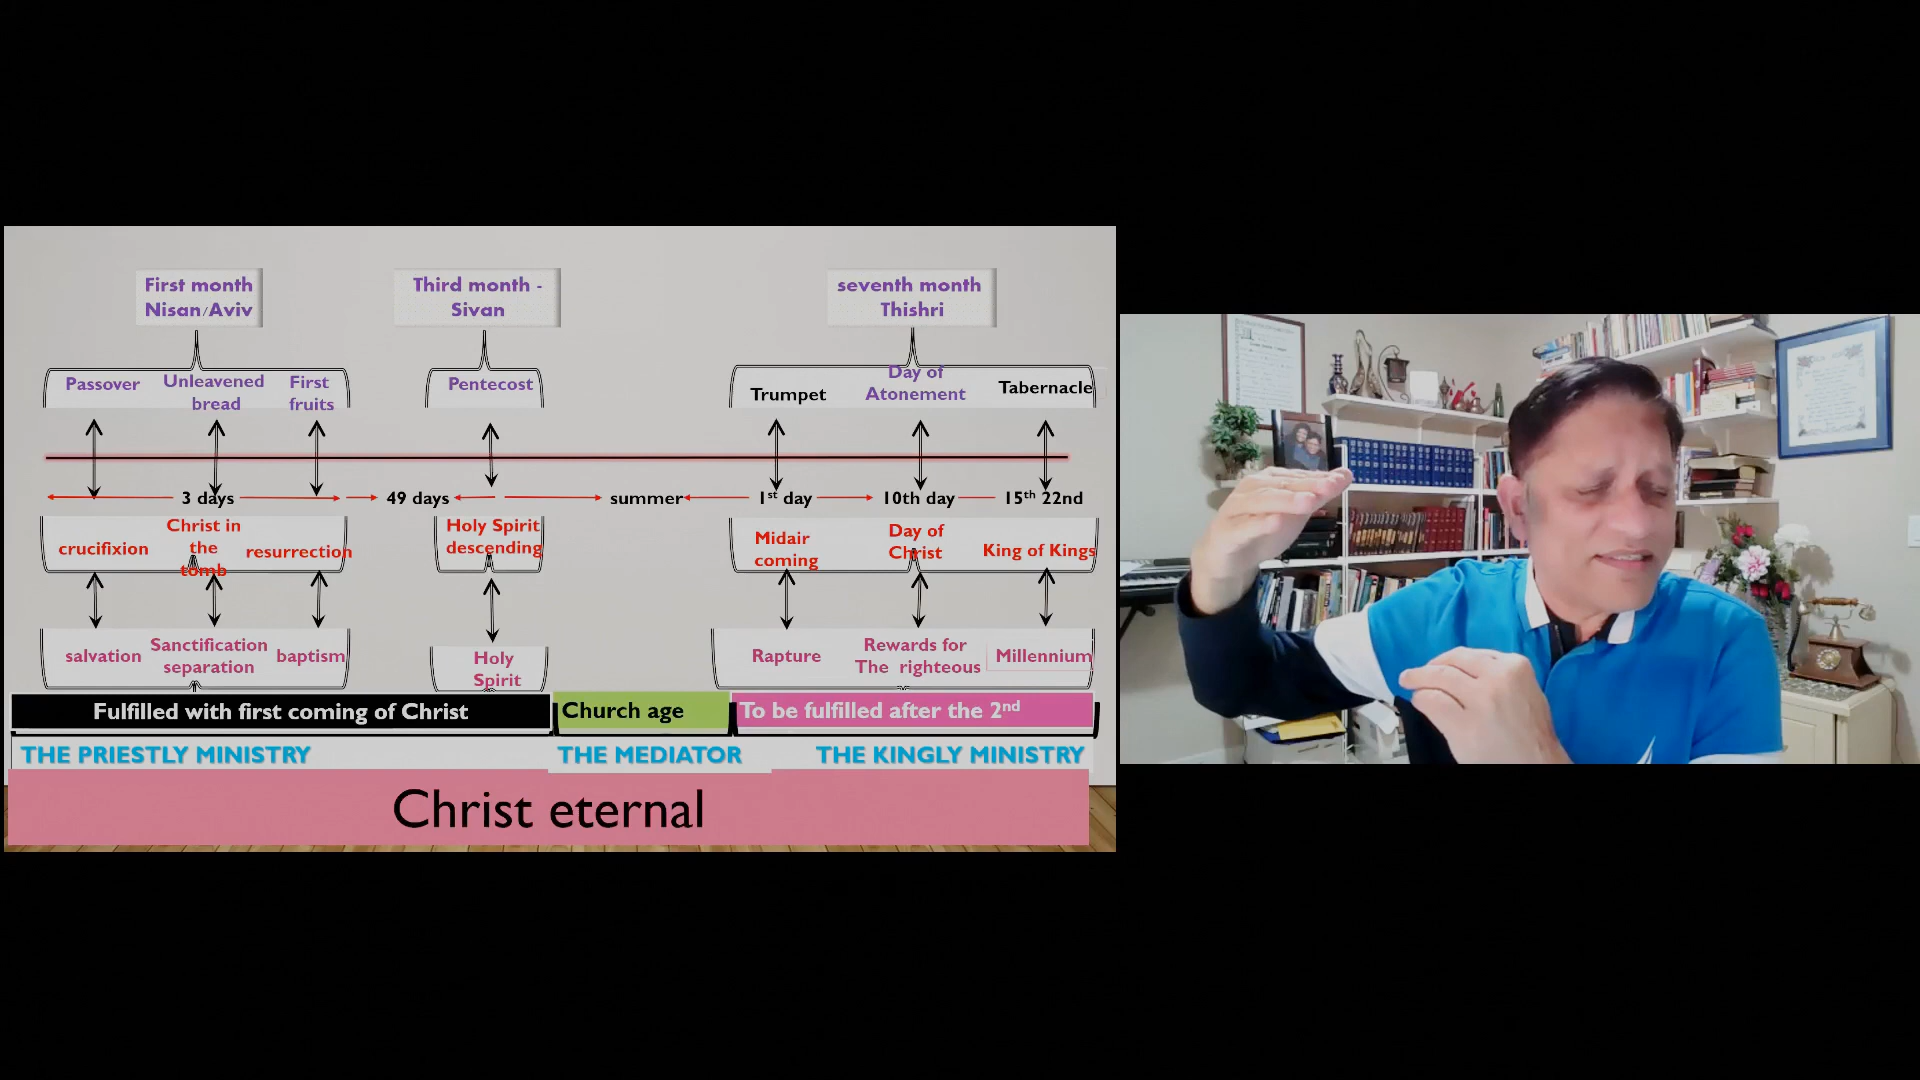 First month
Nisan/Aviv
Third month -
Sivan
seventh month
Thishri
Passover
Unleavened
bread
First
fruits
Pentecost
Trumpet
Day of
Atonement
Tabernacle
3 days
49 days
summer
1st day
10th day
15th 22nd
crucifixion
Christ in
the
tomb
resurrection
Holy Spirit
descending
Midair
coming
Day of
Christ
King of Kings
salvation
Sanctification
separation
baptism
Holy
Spirit
Rapture
Rewards for
The righteous
Millennium
Fulfilled with first coming of Christ
Church age
To be fulfilled after the 2nd
THE PRIESTLY MINISTRY
THE MEDIATOR
THE KINGLY MINISTRY
Christ eternal